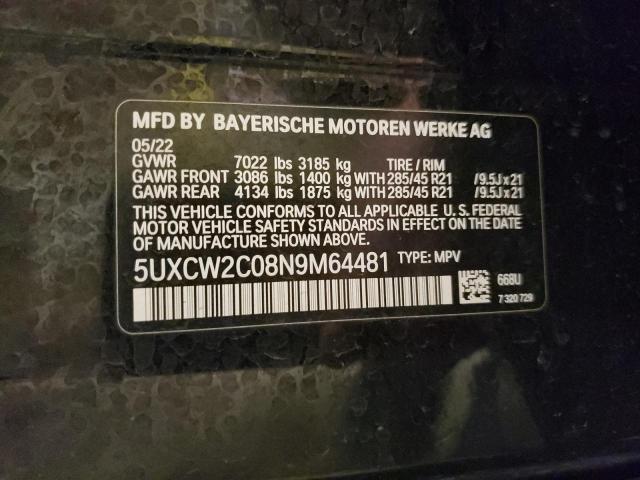 MFD BY BAYERISCHE MOTOREN WERKE AG
05/22
GVWR 7022 lbs 3185 kg TIRE / RIM
GAWR FRONT 3086 lbs 1400 kg WITH 285/45 R21 /9.5Jx21
GAWR REAR 4134 lbs 1875 kg WITH 285/45 R21 /9.5Jx21
THIS VEHICLE CONFORMS TO ALL APPLICABLE U. S. FEDERAL
MOTOR VEHICLE SAFETY STANDARDS IN EFFECT ON THE DATE
OF MANUFACTURE SHOWN ABOVE.
5UXCW2C08N9M64481 TYPE: MPV
668U
7 320 729